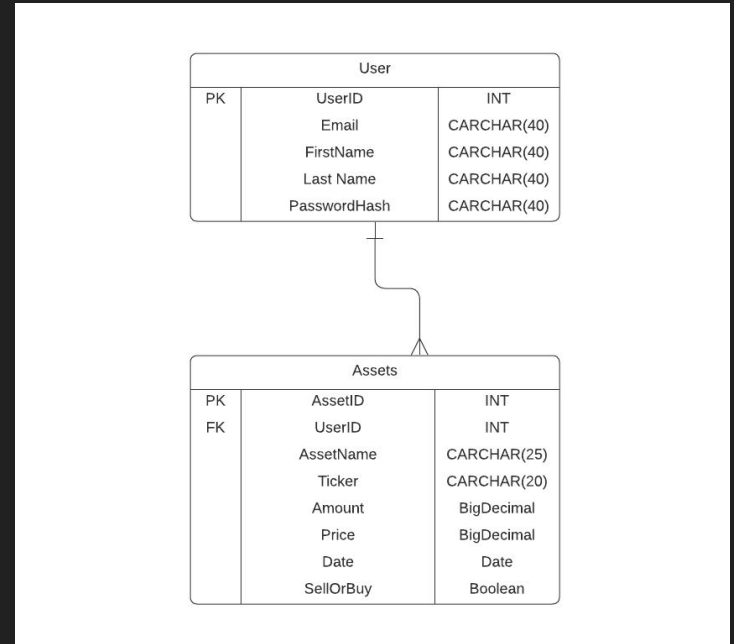 User
PK UserID INT
Email CARCHAR(40)
FirstName CARCHAR(40)
Last Name CARCHAR(40)
PasswordHash CARCHAR(40)
Assets
PK AssetID INT
FK UserID INT
AssetName CARCHAR(25)
Ticker CARCHAR(20)
Amount BigDecimal
Price BigDecimal
Date Date
SellOrBuy Boolean